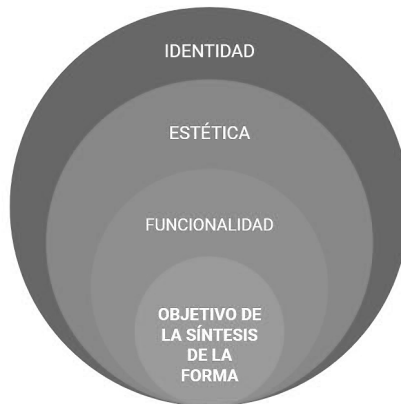 IDENTIDAD
ESTÉTICA
FUNCIONALIDAD
OBJETIVO DE
LA SÍNTESIS
DE LA
FORMA